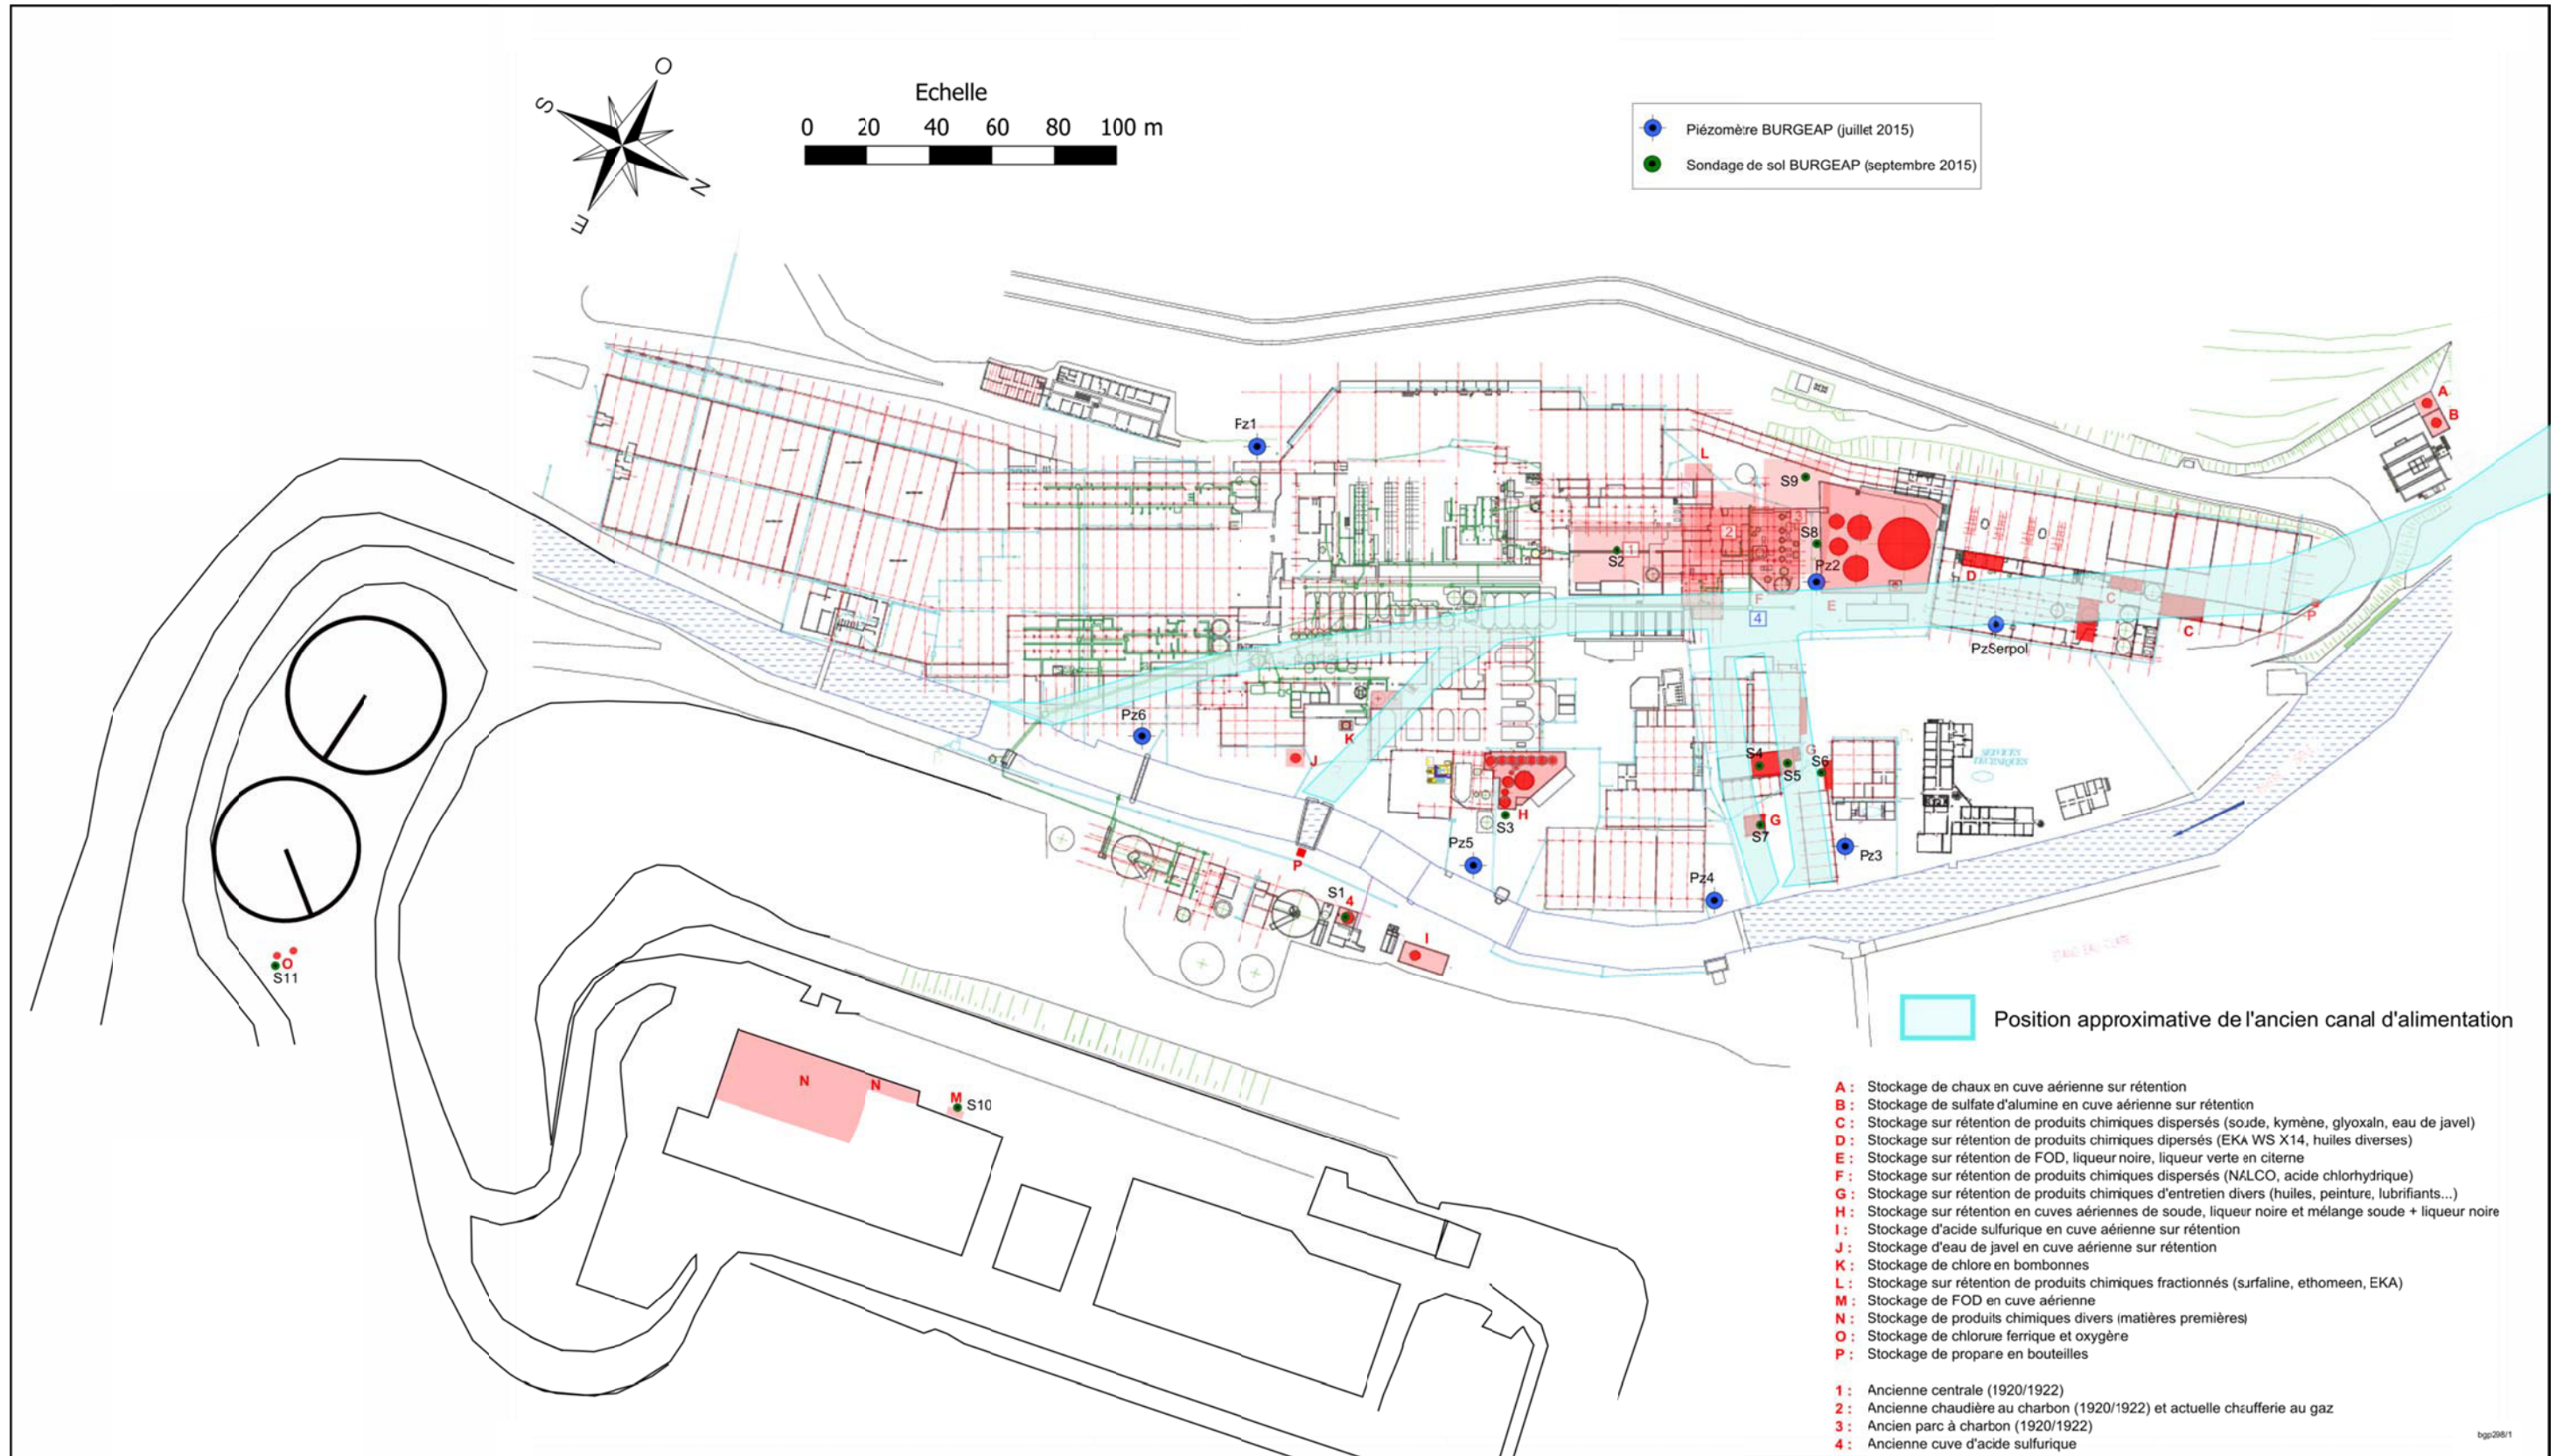 O
S
N
E
Echelle
0 20 40 60 80 100 m
Piézomètre BURGEAP (juillet 2015)
Sondage de sol BURGEAP (septembre 2015)
A
B
Pz1
L
S9
3
2
S8
1
S2
Pz2
D
F
E
C
P
4
C
PzSerpol
Pz6
K
J
G
S4
S5
S6
SERVICES
TECHNIQUES
H
S3
G
S7
Pz5
Pz3
P
Pz4
S1
4
I
O
S11
Position approximative de l'ancien canal d'alimentation
N
N
M
S10
A : Stockage de chaux en cuve aérienne sur rétention
B : Stockage de sulfate d'alumine en cuve aérienne sur rétention
C : Stockage sur rétention de produits chimiques dispersés (soude, kymène, glyoxaln, eau de javel)
D : Stockage sur rétention de produits chimiques dipersés (EKA WS X14, huiles diverses)
E : Stockage sur rétention de FOD, liqueur noire, liqueur verte en citerne
F : Stockage sur rétention de produits chimiques dispersés (NALCO, acide chlorhydrique)
G : Stockage sur rétention de produits chimiques d'entretien divers (huiles, peinture, lubrifiants...)
H : Stockage sur rétention en cuves aériennes de soude, liqueur noire et mélange soude + liqueur noire
I : Stockage d'acide sulfurique en cuve aérienne sur rétention
J : Stockage d'eau de javel en cuve aérienne sur rétention
K : Stockage de chlore en bombonnes
L : Stockage sur rétention de produits chimiques fractionnés (surfaline, ethomeen, EKA)
M : Stockage de FOD en cuve aérienne
N : Stockage de produits chimiques divers (matières premières)
O : Stockage de chlorure ferrique et oxygène
P : Stockage de propane en bouteilles
1 : Ancienne centrale (1920/1922)
2 : Ancienne chaudière au charbon (1920/1922) et actuelle chaufferie au gaz
3 : Ancien parc à charbon (1920/1922)
4 : Ancienne cuve d'acide sulfurique
bgp298/1